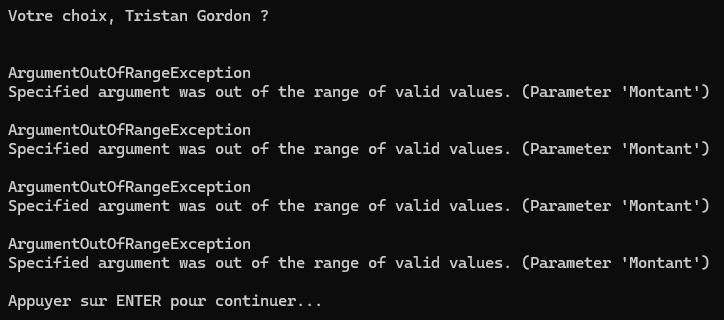 Votre choix, Tristan Gordon ?
ArgumentOutOfRangeException
Specified argument was out of the range of valid values. (Parameter 'Montant')
ArgumentOutOfRangeException
Specified argument was out of the range of valid values. (Parameter 'Montant')
ArgumentOutOfRangeException
Specified argument was out of the range of valid values. (Parameter 'Montant')
ArgumentOutOfRangeException
Specified argument was out of the range of valid values. (Parameter 'Montant')
Appuyer sur ENTER pour continuer...